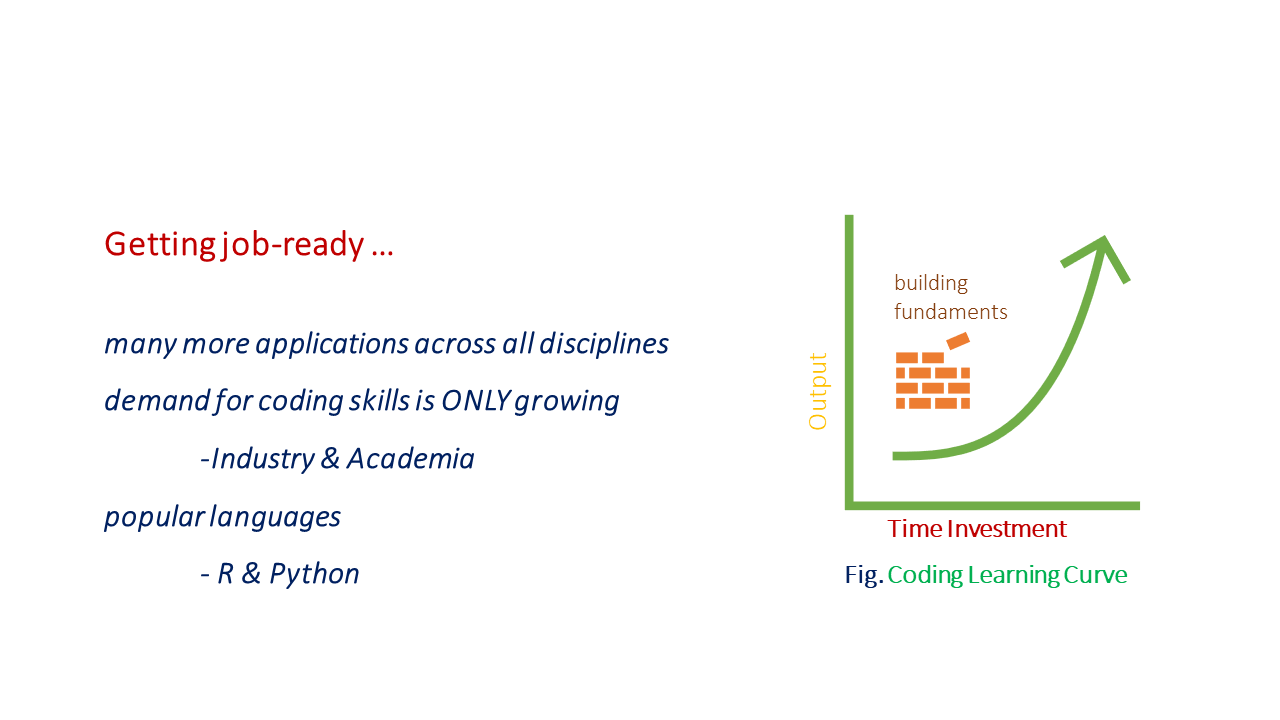 Getting job-ready …
many more applications across all disciplines
demand for coding skills is ONLY growing
-Industry & Academia
popular languages
- R & Python
building
fundaments
Output
Time Investment
Fig. Coding Learning Curve